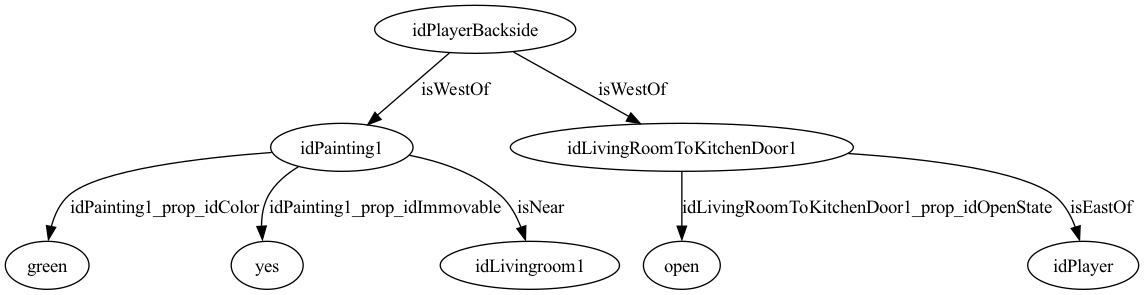 idPlayerBackside
isWestOf
isWestOf
idPainting1
idLivingRoomToKitchenDoor1
idPainting1_prop_idColor
idPainting1_prop_idImmovable
isNear
idLivingRoomToKitchenDoor1_prop_idOpenState
isEastOf
green
yes
idLivingroom1
open
idPlayer